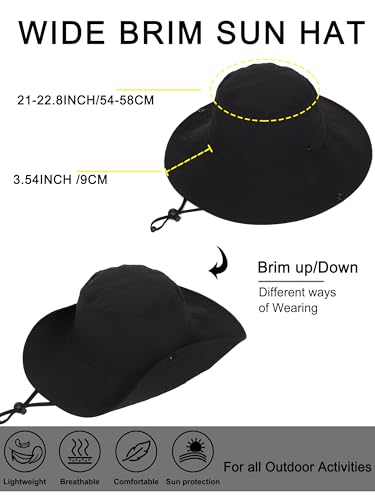 WIDE BRIM SUN HAT
21-22.8INCH/54-58CM
3.54INCH /9CM
Brim up/Down
Different ways
of Wearing
Lightweight
Breathable
Comfortable
Sun protection
For all Outdoor Activities